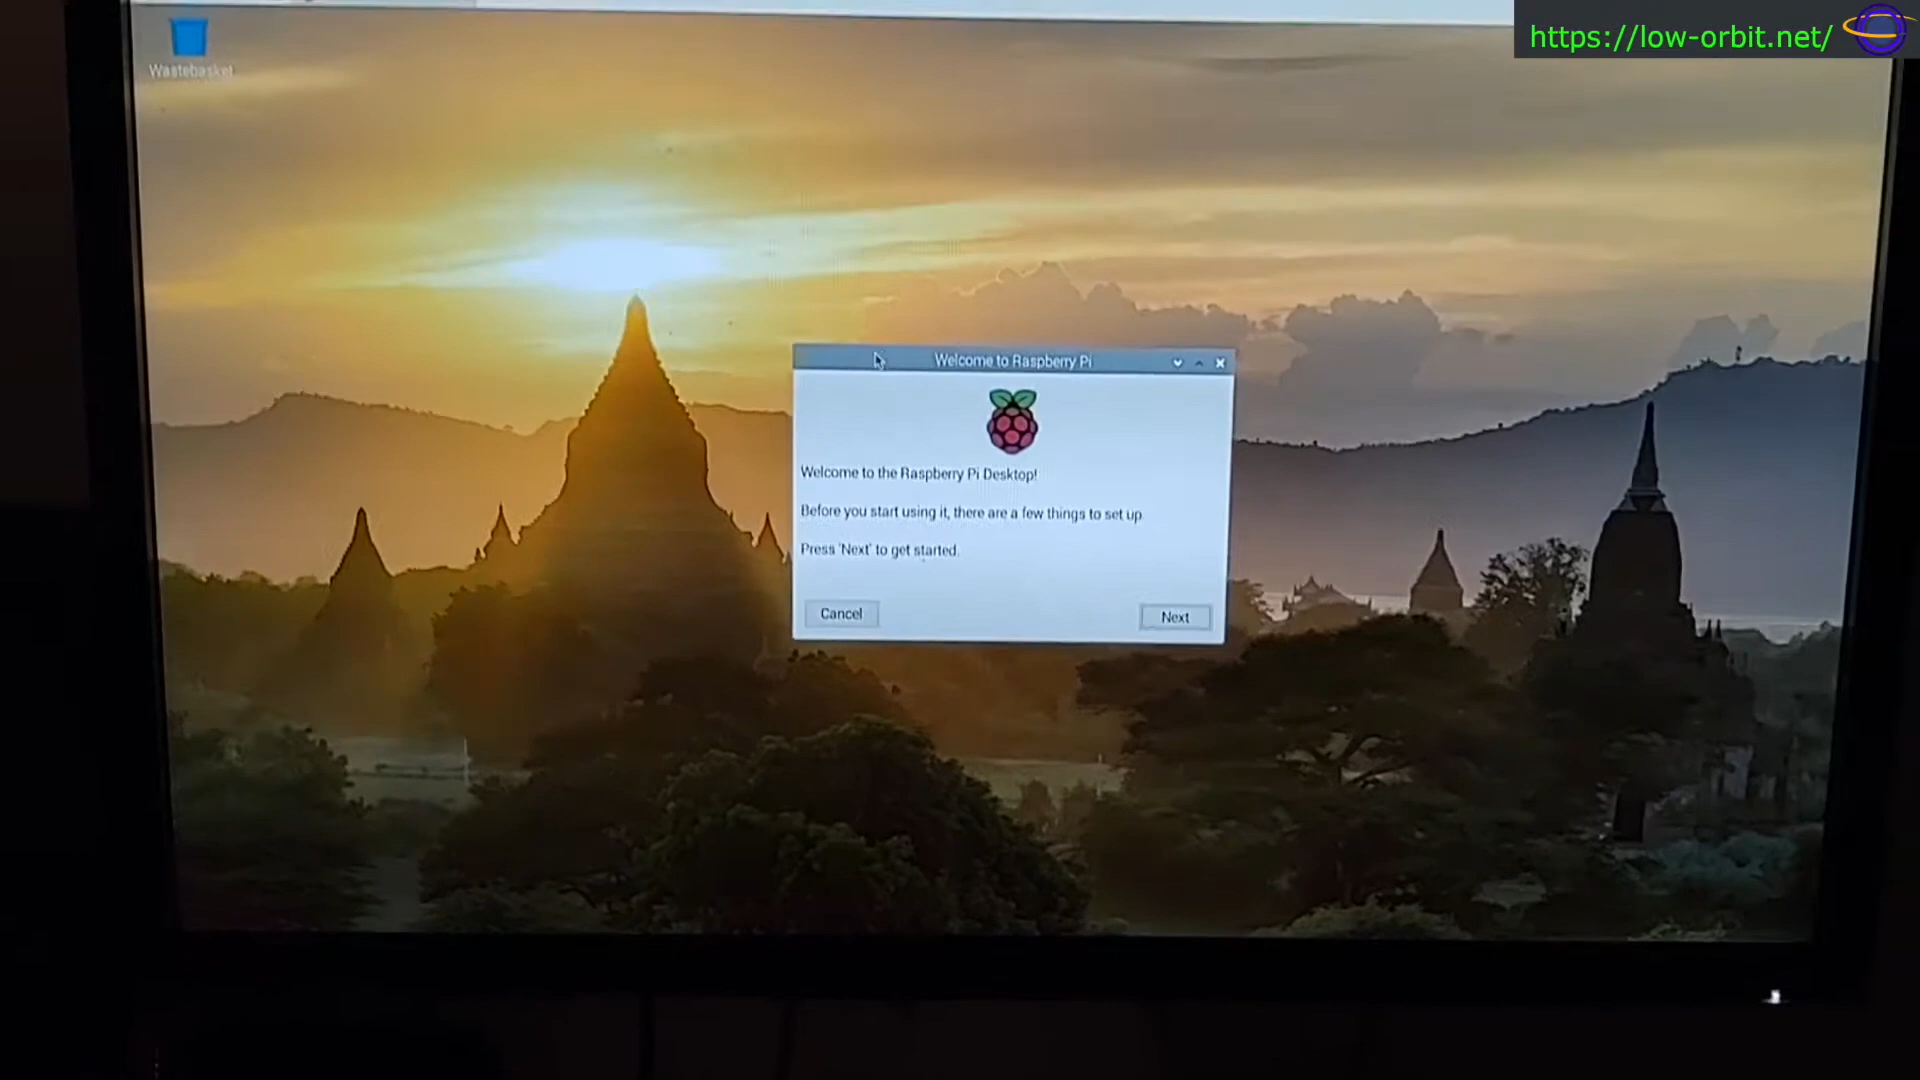 https://low-orbit.net/
Wastebasket
Welcome to Raspberry Pi
Welcome to the Raspberry Pi Desktop!
Before you start using it, there are a few things to set up.
Press 'Next' to get started.
Cancel
Next